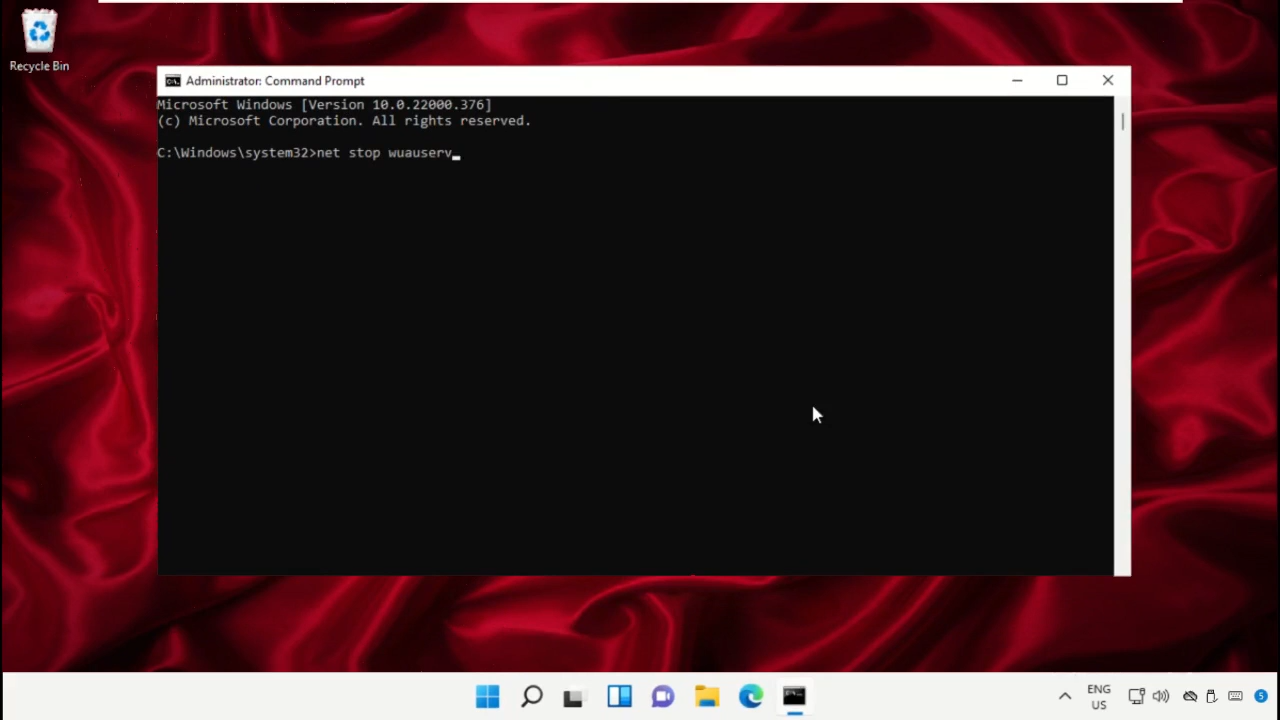 Recycle Bin
Administrator: Command Prompt
Microsoft Windows [Version 10.0.22000.376]
(c) Microsoft Corporation. All rights reserved.
C:\Windows\system32>net stop wuauserv
ENG
US
5